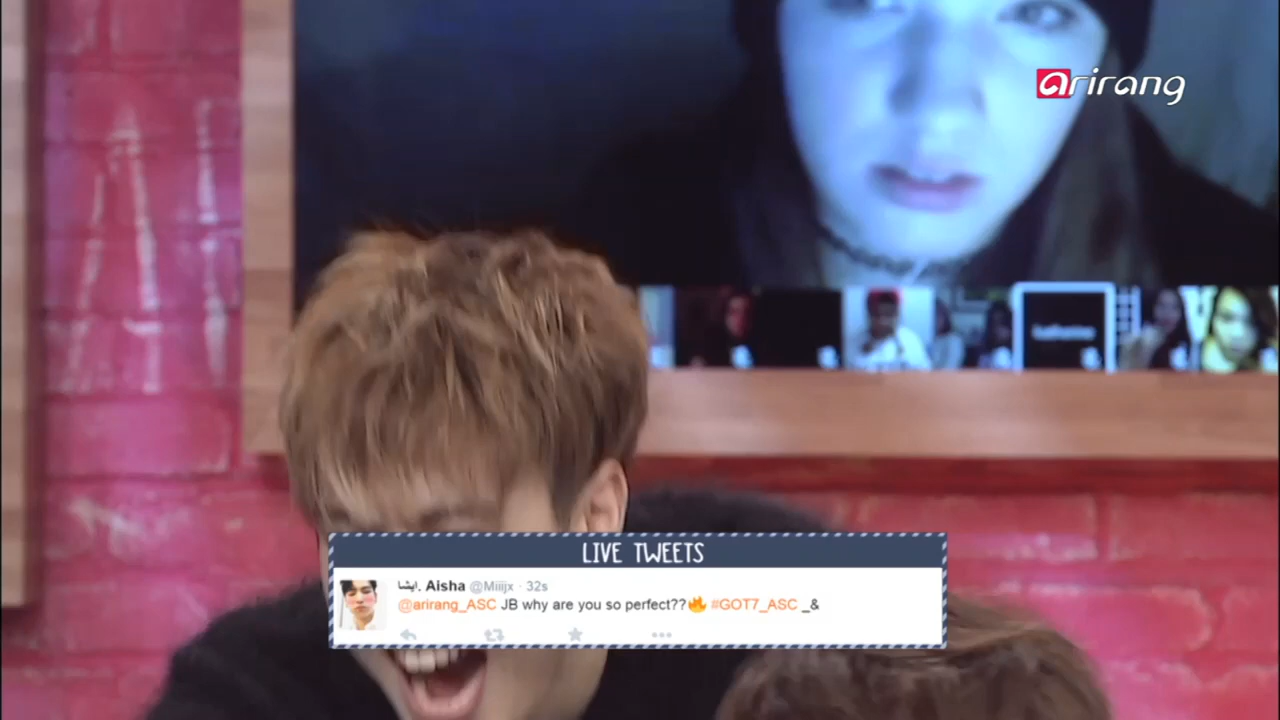 arirang
LIVE TWEETS
ايشا. Aisha @Miiijx · 32s
@arirang_ASC JB why are you so perfect??🔥 #GOT7_ASC _&